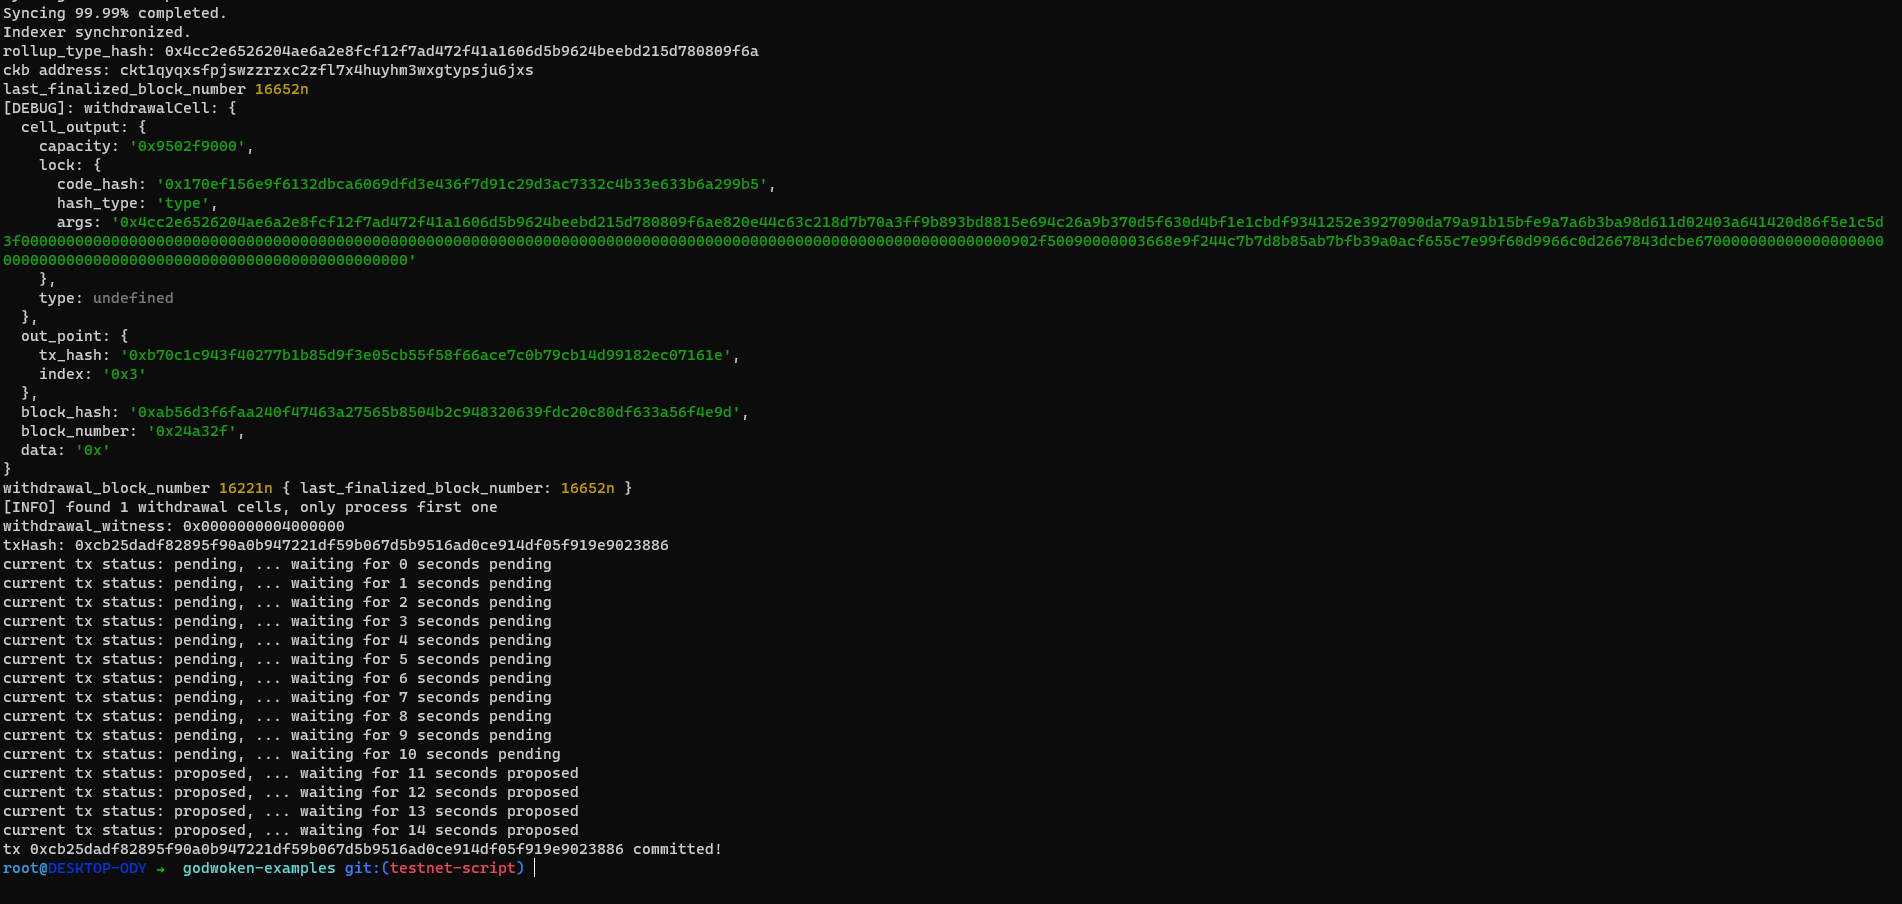 Syncing 99.99% completed.
Indexer synchronized.
rollup_type_hash: 0x4cc2e6526204ae6a2e8fcf12f7ad472f41a1606d5b9624beebd215d780809f6a
ckb address: ckt1qyqxsfpjswzzrzxc2zfl7x4huyhm3wxgtypsju6jxs
last_finalized_block_number 16652n
[DEBUG]: withdrawalCell: {
  cell_output: {
    capacity: '0x9502f9000',
    lock: {
      code_hash: '0x170ef156e9f6132dbca6069dfd3e436f7d91c29d3ac7332c4b33e633b6a299b5',
      hash_type: 'type',
      args:
    },
    type: undefined
  },
  out_point: {
    tx_hash: '0xb70c1c943f40277b1b85d9f3e05cb55f58f66ace7c0b79cb14d99182ec07161e',
    index: '0x3'
  },
  block_hash: '0xab56d3f6faa240f47463a27565b8504b2c948320639fdc20c80df633a56f4e9d',
  block_number: '0x24a32f',
  data: '0x'
}
withdrawal_block_number 16221n { last_finalized_block_number: 16652n }
[INFO] found 1 withdrawal cells, only process first one
withdrawal_witness: 0x0000000004000000
txHash: 0xcb25dadf82895f90a0b947221df59b067d5b9516ad0ce914df05f919e9023886
current tx status: pending, ... waiting for 0 seconds pending
current tx status: pending, ... waiting for 1 seconds pending
current tx status: pending, ... waiting for 2 seconds pending
current tx status: pending, ... waiting for 3 seconds pending
current tx status: pending, ... waiting for 4 seconds pending
current tx status: pending, ... waiting for 5 seconds pending
current tx status: pending, ... waiting for 6 seconds pending
current tx status: pending, ... waiting for 7 seconds pending
current tx status: pending, ... waiting for 8 seconds pending
current tx status: pending, ... waiting for 9 seconds pending
current tx status: pending, ... waiting for 10 seconds pending
current tx status: proposed, ... waiting for 11 seconds proposed
current tx status: proposed, ... waiting for 12 seconds proposed
current tx status: proposed, ... waiting for 13 seconds proposed
current tx status: proposed, ... waiting for 14 seconds proposed
tx 0xcb25dadf82895f90a0b947221df59b067d5b9516ad0ce914df05f919e9023886 committed!
root@DESKTOP-ODY → godwoken-examples git:(testnet-script)